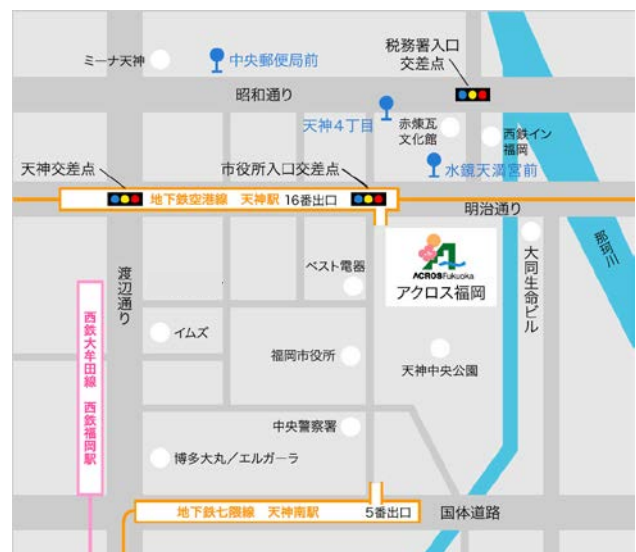 ミーナ天神
中央郵便局前
税務署入口
交差点
昭和通り
天神4丁目
赤煉瓦
文化館
西鉄イン
福岡
天神交差点
市役所入口交差点
水鏡天満宮前
地下鉄空港線 天神駅 16番出口
明治通り
渡辺通り
ベスト電器
ACROS Fukuoka
アクロス福岡
大同生命ビル
那珂川
西鉄大牟田線 西鉄福岡駅
イムズ
福岡市役所
天神中央公園
中央警察署
博多大丸/エルガーラ
地下鉄七隈線 天神南駅 5番出口
国体道路